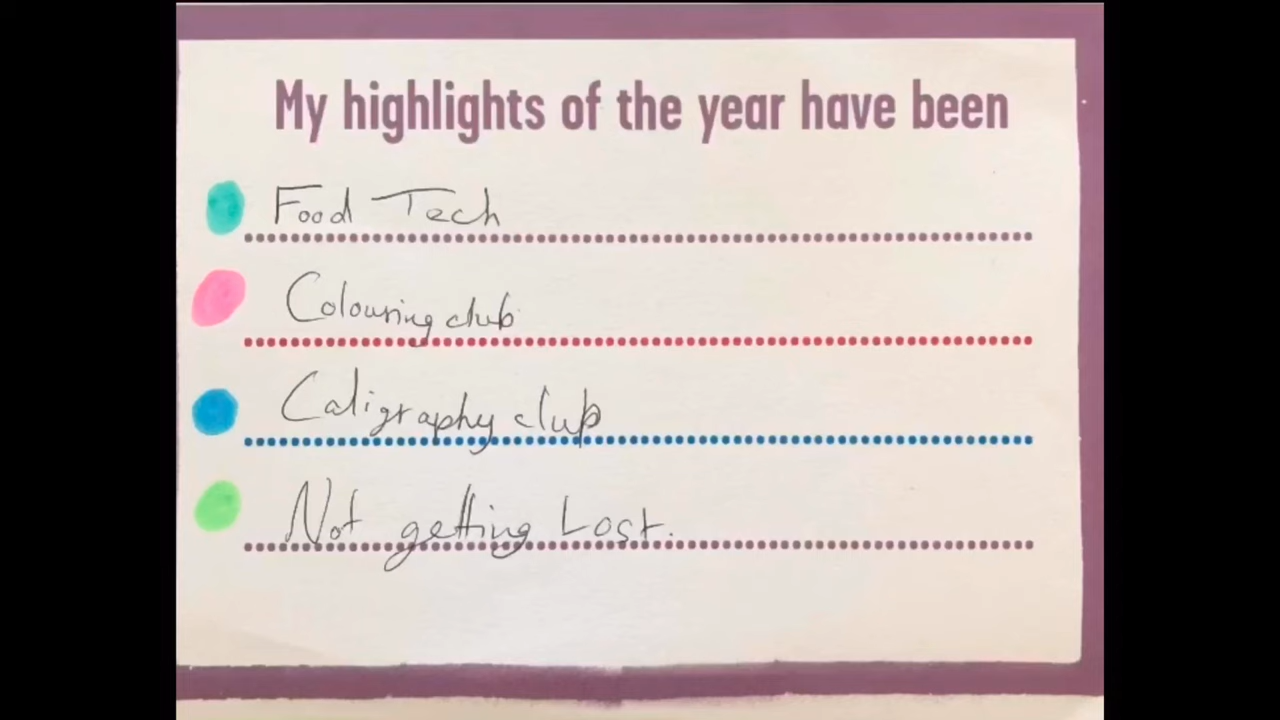 My highlights of the year have been
Food Tech
Colouring club
Caligraphy club
Not getting Lost.